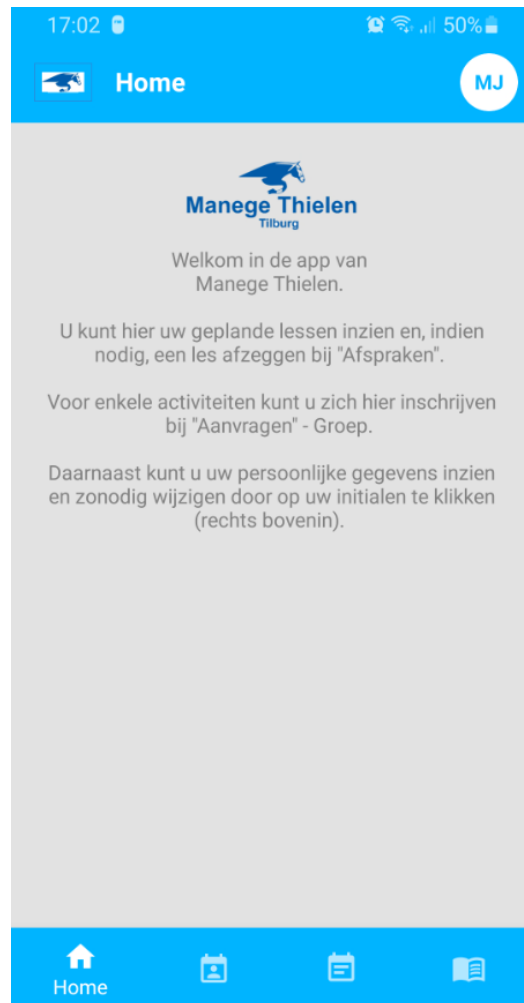 17:02 50%
Home MJ
Manege Thielen
Tilburg
Welkom in de app van
Manege Thielen.
U kunt hier uw geplande lessen inzien en, indien
nodig, een les afzeggen bij "Afspraken".
Voor enkele activiteiten kunt u zich hier inschrijven
bij "Aanvragen" - Groep.
Daarnaast kunt u uw persoonlijke gegevens inzien
en zonodig wijzigen door op uw initialen te klikken
(rechts bovenin).
Home